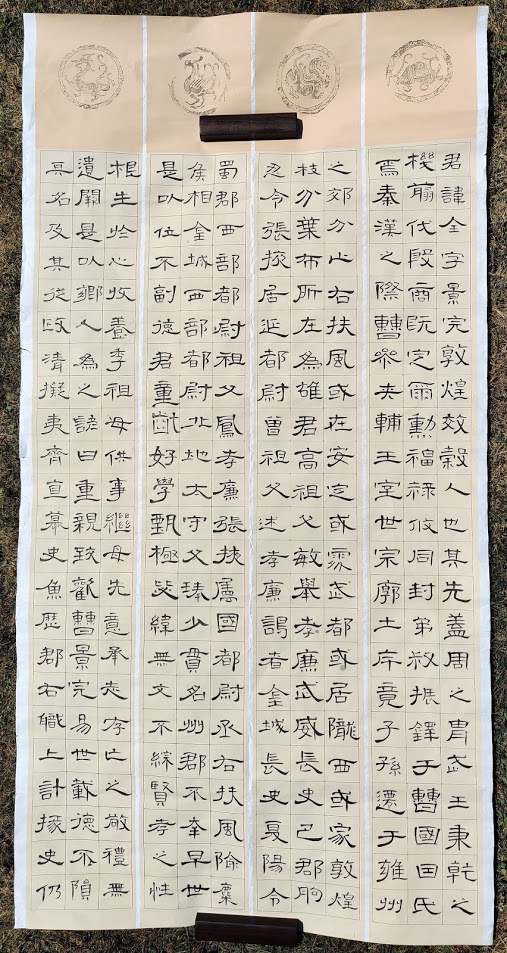 君諱全字景完敦煌效穀人也其先蓋周之胄武王秉乾之
機翦伐殷商既定爾勳福祿攸同封弟叔振鐸于曹國因氏
焉秦漢之際曹參夾輔王室世宗廓土斥竟子孫遷于雍州
之郊分止右扶風或在安定或處武都或居隴西或家敦煌
枝分葉布所在為雄君高祖父敏舉孝廉武威長史巴郡朐
忍令張掖居延都尉曾祖父述孝廉謁者金城長史夏陽令
蜀郡西部都尉祖父鳳孝廉張掖屬國都尉丞右扶風隃麋
侯相金城西部都尉北地太守父琫少貫名州郡不幸早世
是以位不副德君童齔好學甄極毖緯無文不綜賢孝之性
根生於心收養季祖母供事繼母先意承志存亡之敬禮無
遺闕是以鄉人為之諺曰重親致歡曹景完易世載德不隕
其名及其從政清擬夷齊直慕史魚歷郡右職上計掾史仍